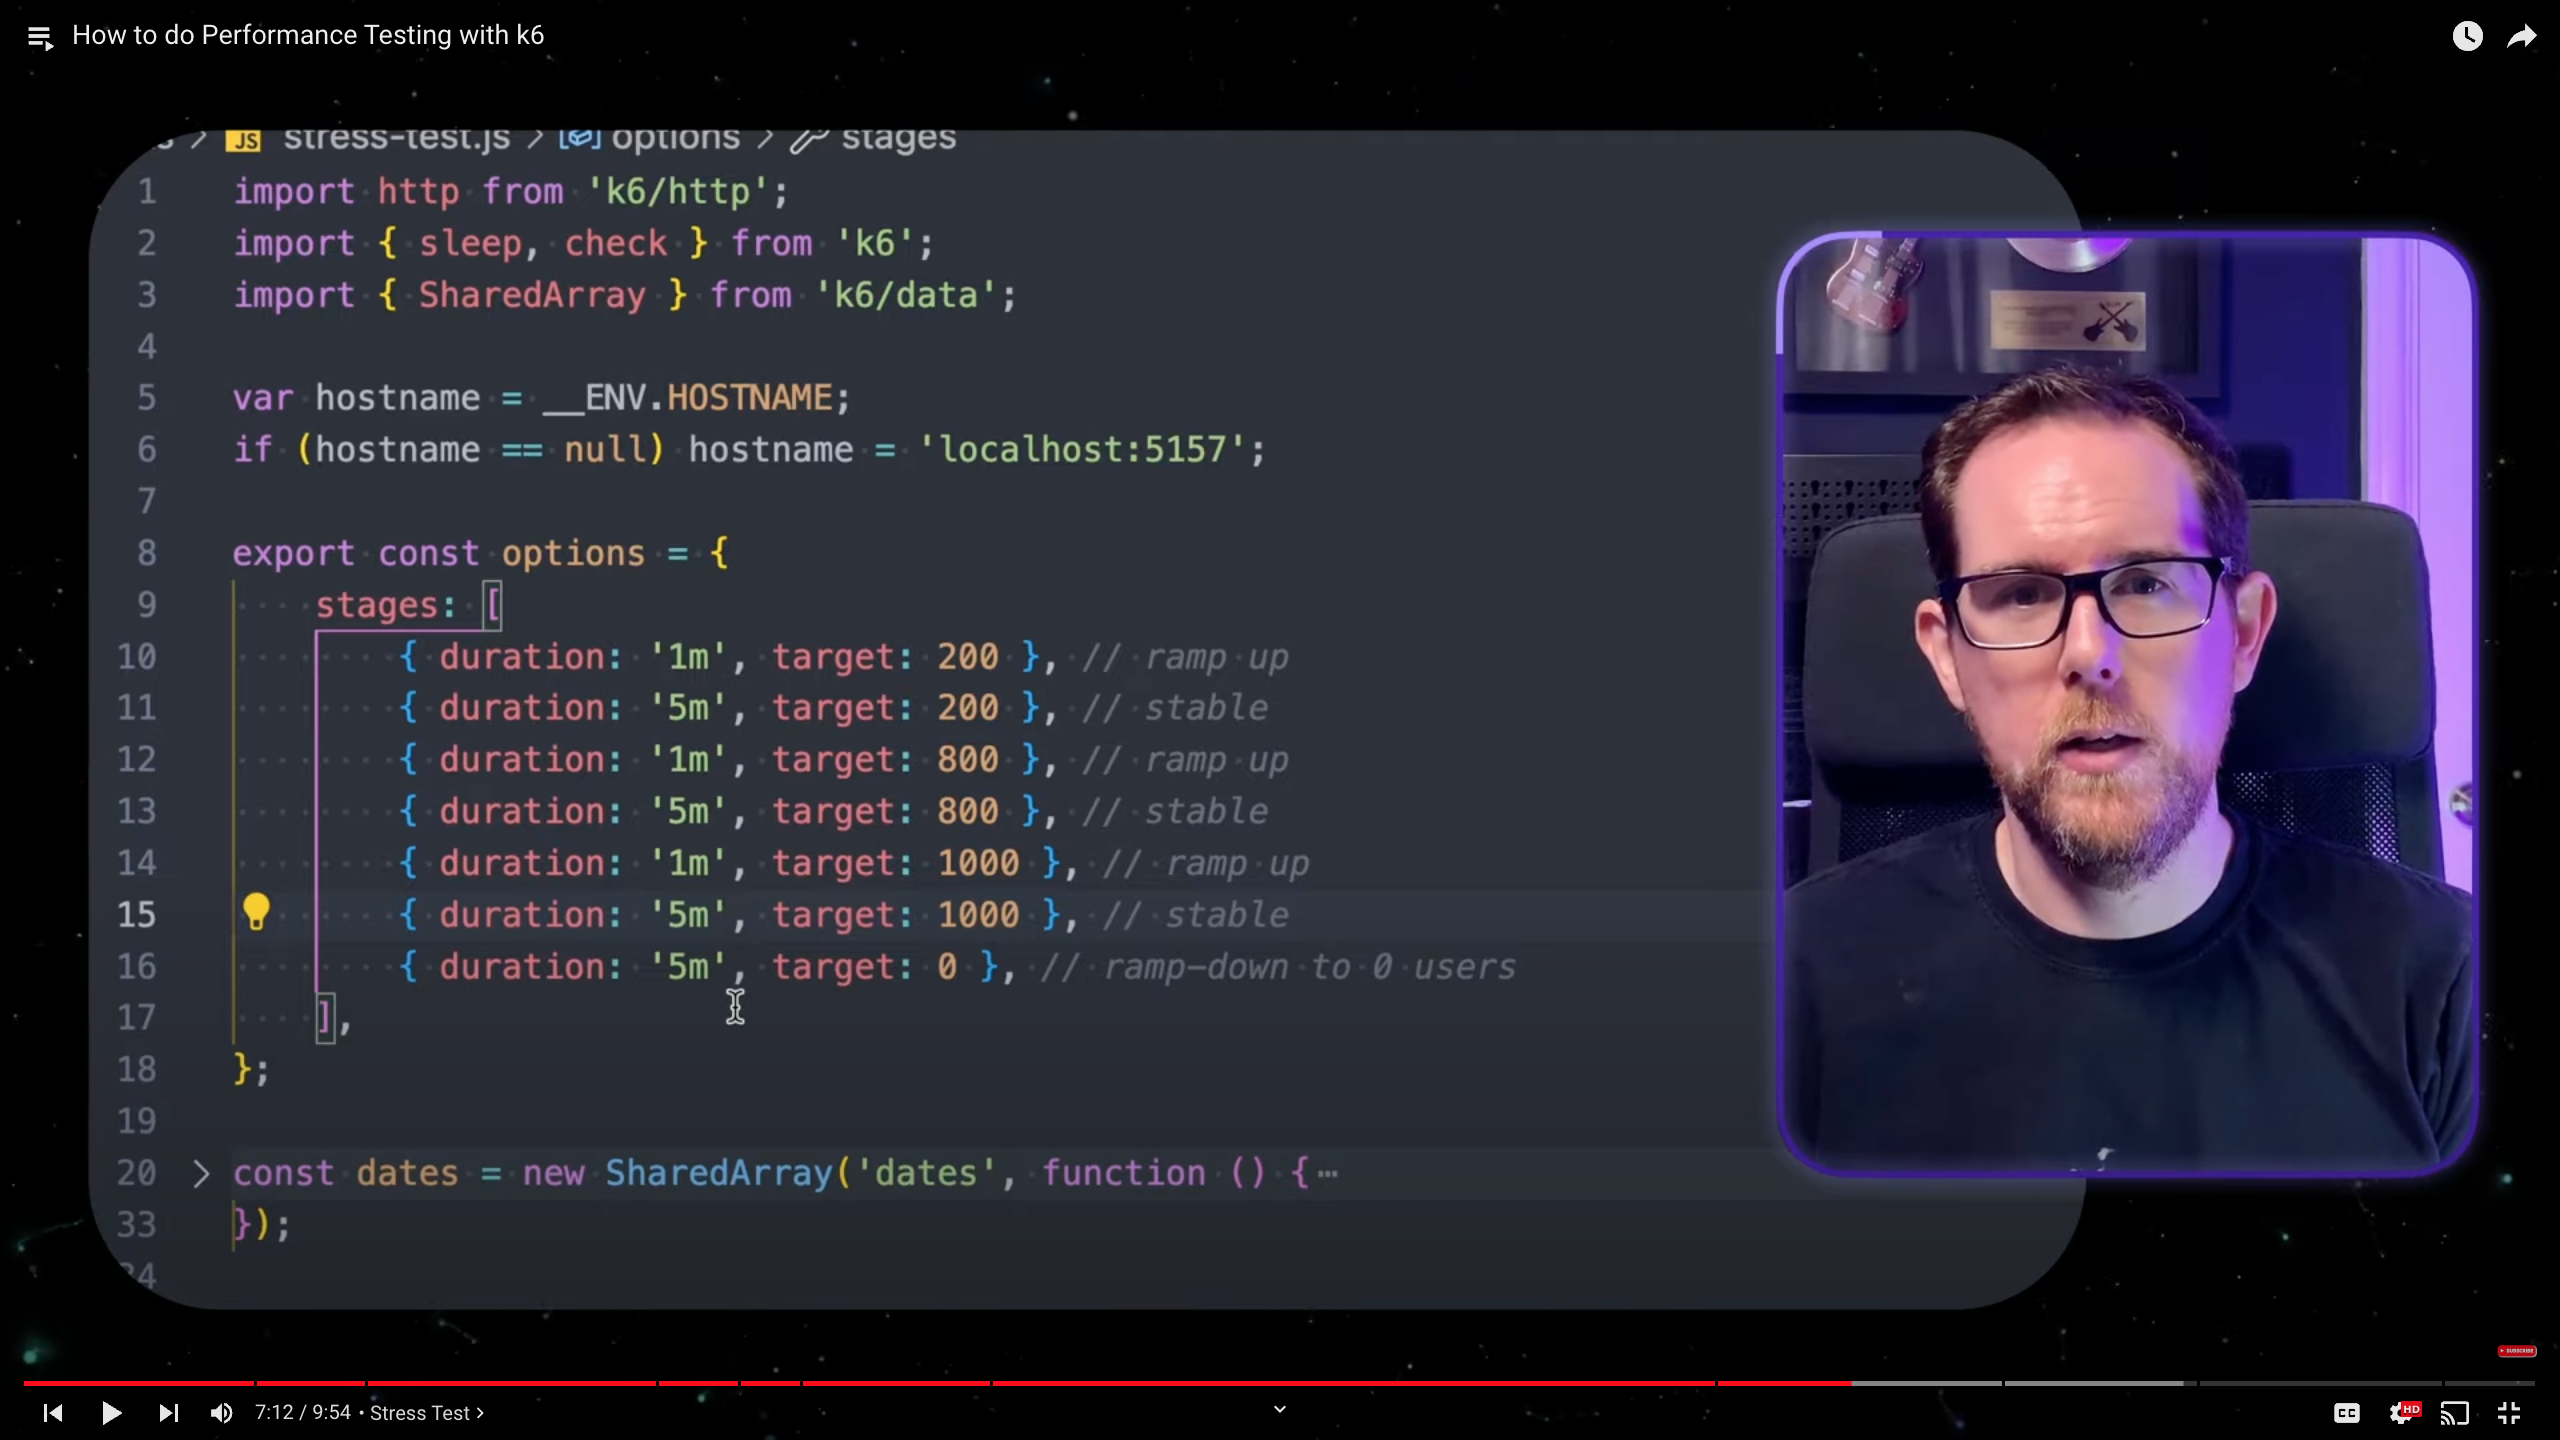 How to do Performance Testing with k6
JS stress-test.js > options > stages
1 import http from 'k6/http';
2 import { sleep, check } from 'k6';
3 import { SharedArray } from 'k6/data';
4
5 var hostname = __ENV.HOSTNAME;
6 if (hostname == null) hostname = 'localhost:5157';
7
8 export const options = {
9 stages: [
10 { duration: '1m', target: 200 }, // ramp up
11 { duration: '5m', target: 200 }, // stable
12 { duration: '1m', target: 800 }, // ramp up
13 { duration: '5m', target: 800 }, // stable
14 { duration: '1m', target: 1000 }, // ramp up
15 { duration: '5m', target: 1000 }, // stable
16 { duration: '5m', target: 0 }, // ramp-down to 0 users
17 ],
18 };
19
20 const dates = new SharedArray('dates', function () {…
33 });
34
SUBSCRIBE
7:12 / 9:54 • Stress Test
CC
HD